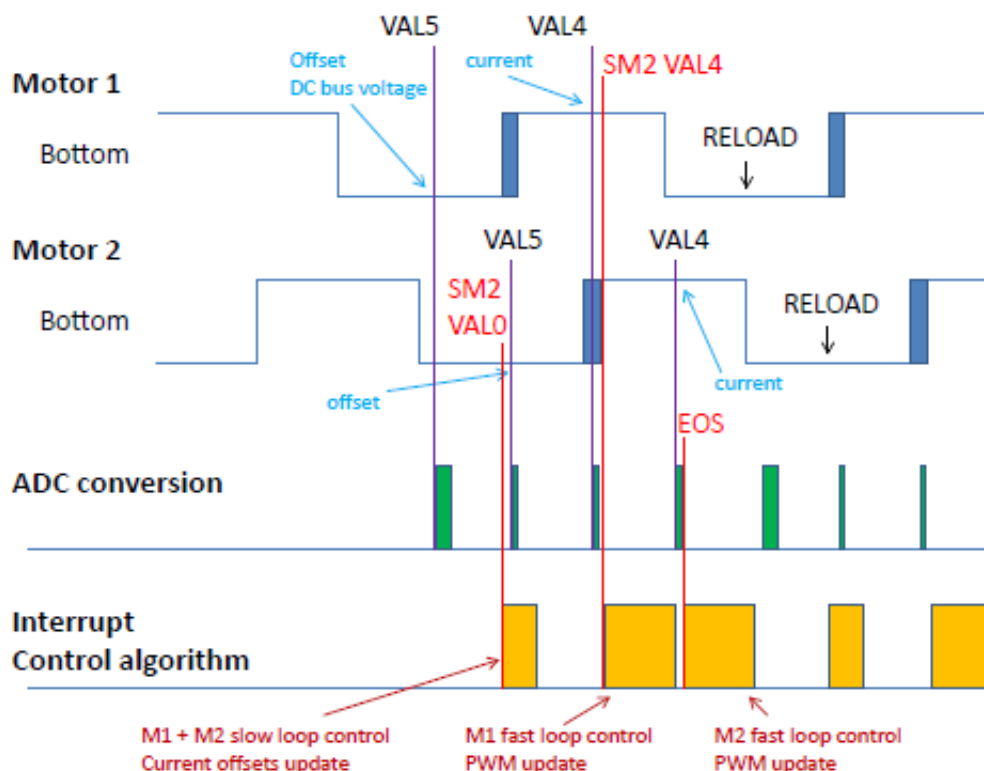 VAL5
VAL4
Offset
DC bus voltage
current
SM2 VAL4
Motor 1
Bottom
RELOAD
Motor 2
VAL5
VAL4
SM2
VAL0
Bottom
RELOAD
offset
current
EOS
ADC conversion
Interrupt
Control algorithm
M1 + M2 slow loop control
Current offsets update
M1 fast loop control
PWM update
M2 fast loop control
PWM update